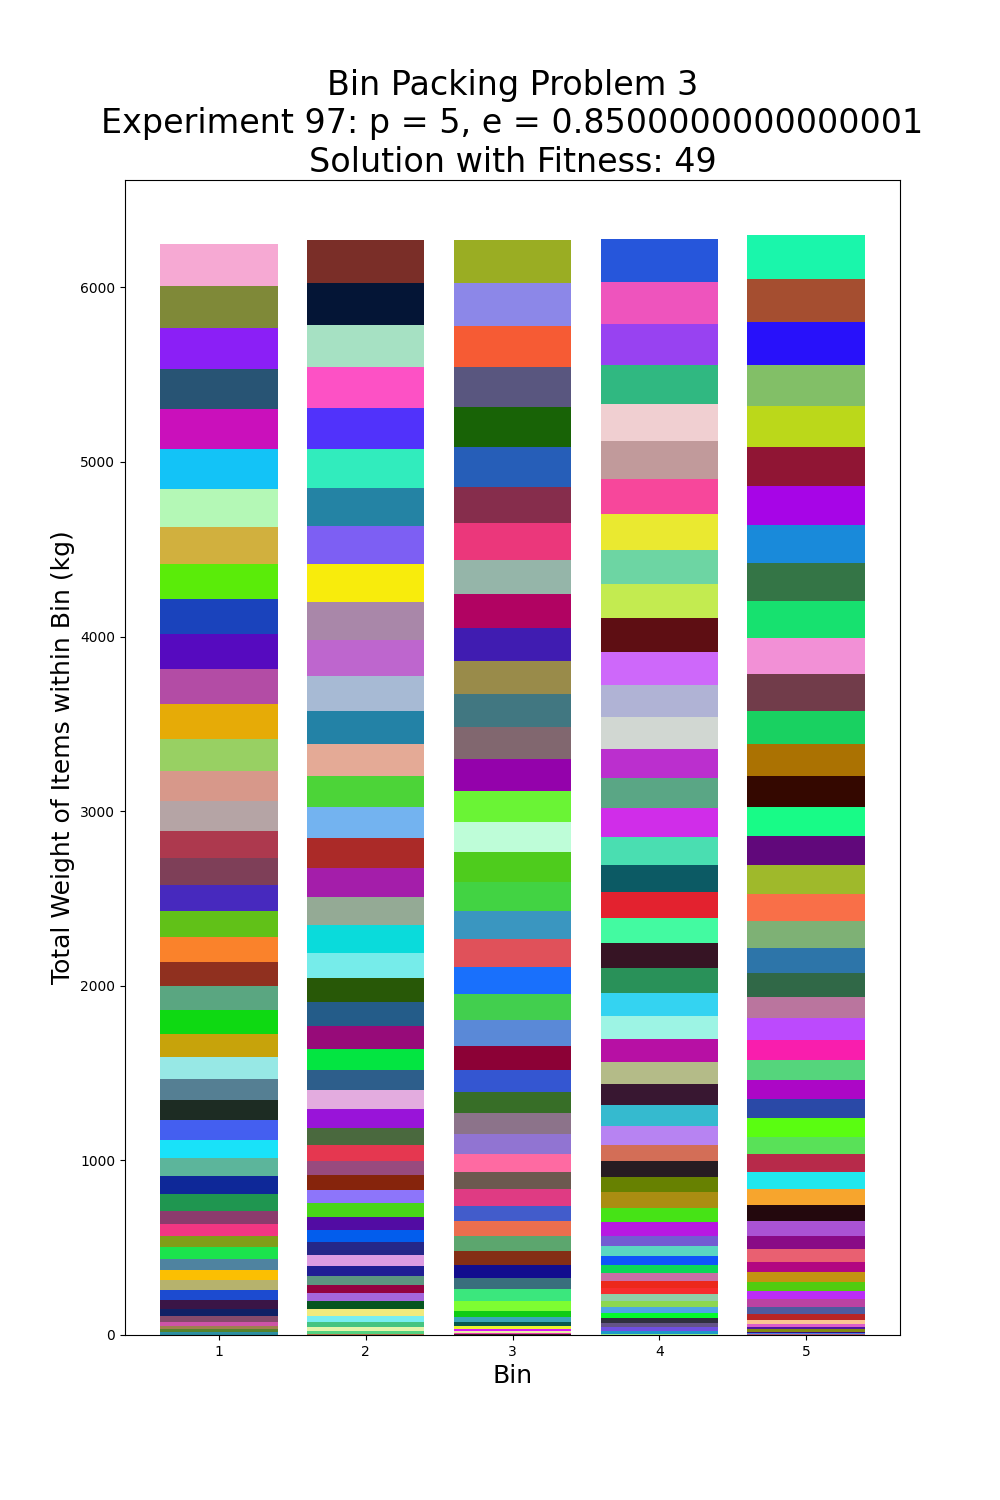 Bin Packing Problem 3
Experiment 97: p = 5, e = 0.8500000000000001
Solution with Fitness: 49
6000
5000
4000
3000
2000
1000
0
Total Weight of Items within Bin (kg)
1 2 3 4 5
Bin